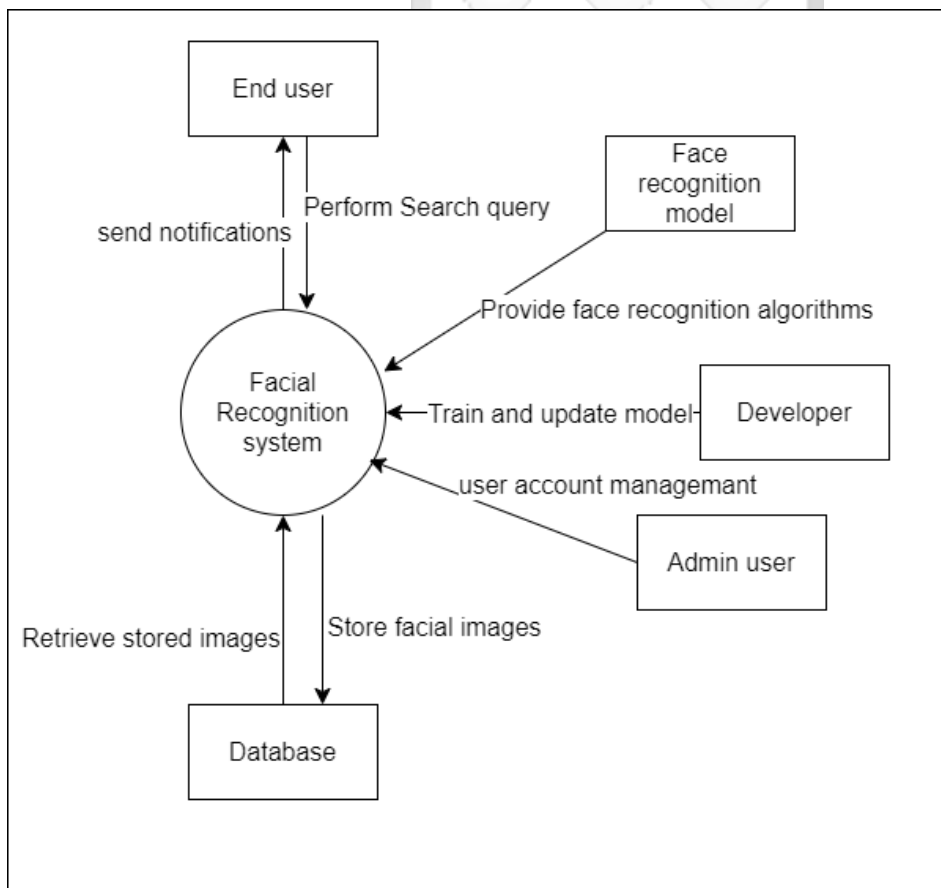 End user
Face
recognition
model
Perform Search query
send notifications
Provide face recognition algorithms
Facial
Recognition
system
Train and update model
Developer
user account managemant
Admin user
Retrieve stored images
Store facial images
Database